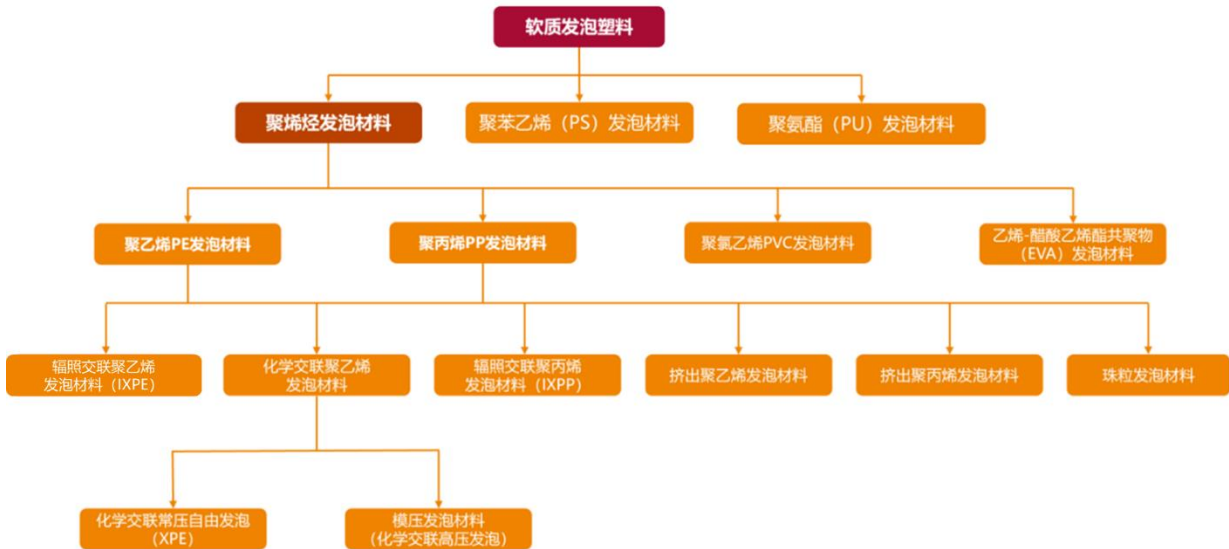 软质发泡塑料
聚烯烃发泡材料
聚苯乙烯（PS）发泡材料
聚氨酯（PU）发泡材料
聚乙烯PE发泡材料
聚丙烯PP发泡材料
聚氯乙烯PVC发泡材料
乙烯-醋酸乙烯酯共聚物
（EVA）发泡材料
辐照交联聚乙烯
发泡材料（IXPE）
化学交联聚乙烯
发泡材料
辐照交联聚丙烯
发泡材料（IXPP）
挤出聚乙烯发泡材料
挤出聚丙烯发泡材料
珠粒发泡材料
化学交联常压自由发泡
(XPE)
模压发泡材料
(化学交联高压发泡)